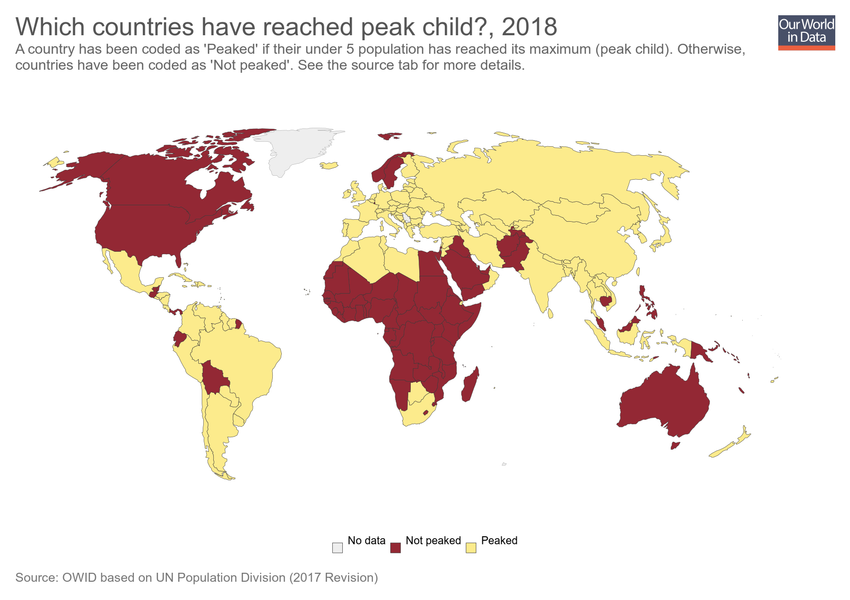 Which countries have reached peak child?, 2018
Our World
in Data
A country has been coded as 'Peaked' if their under 5 population has reached its maximum (peak child). Otherwise,
countries have been coded as 'Not peaked'. See the source tab for more details.
No data
Not peaked
Peaked
Source: OWID based on UN Population Division (2017 Revision)